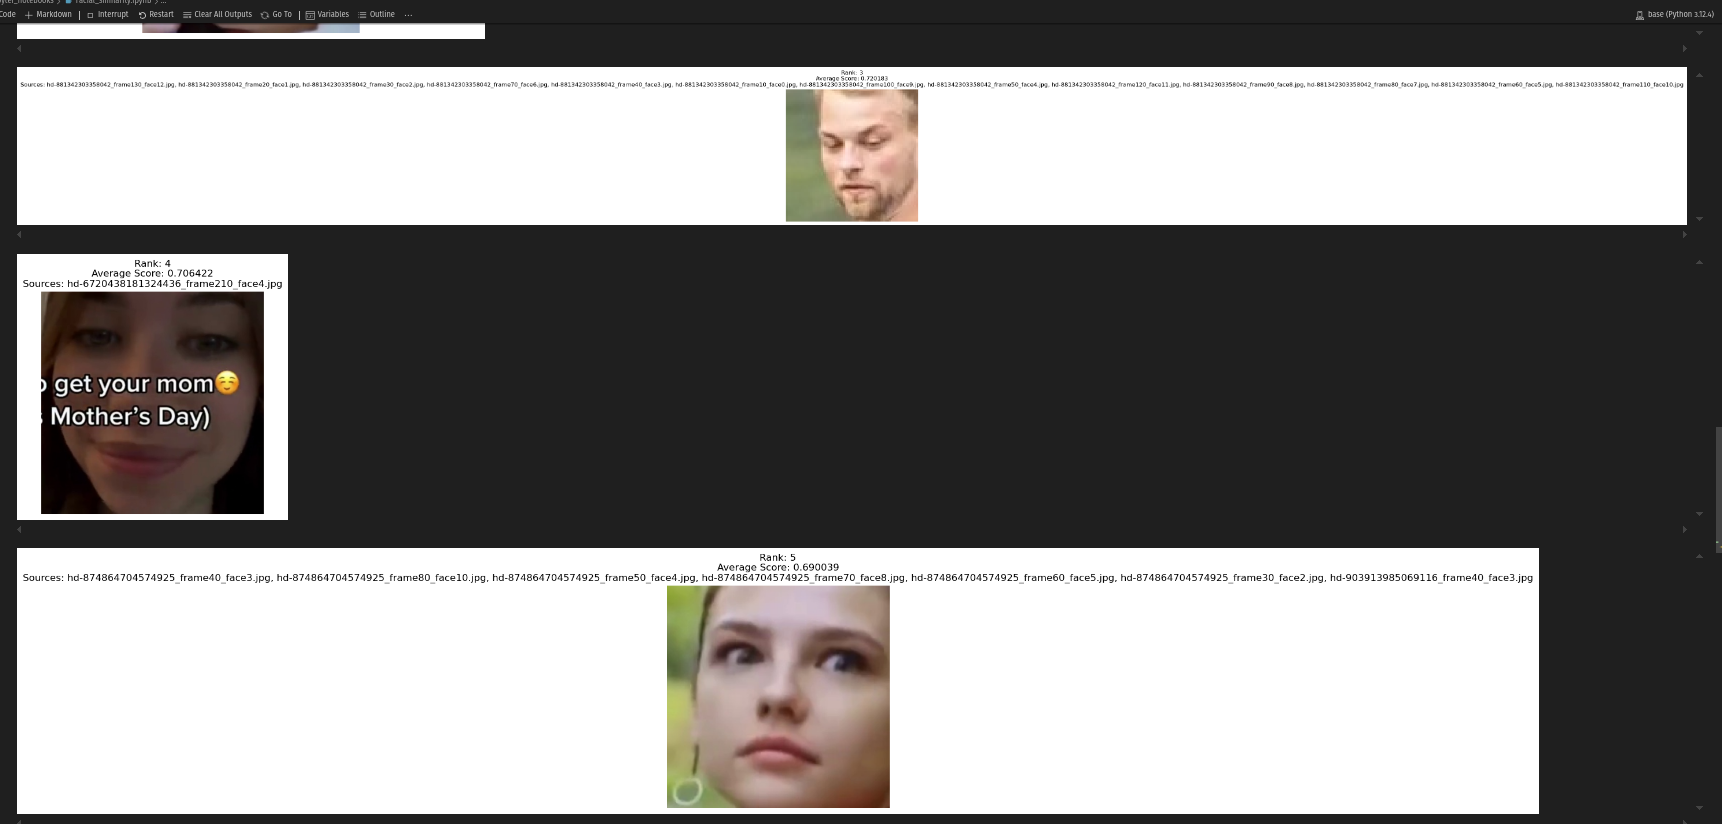 yter_notebooks > facial_similarity.ipynb > ...
Code + Markdown | Interrupt Restart Clear All Outputs Go To | Variables Outline ...
base (Python 3.12.4)
Rank: 3
Average Score: 0.720183
Sources: hd-881342303358042_frame130_face12.jpg, hd-881342303358042_frame20_face1.jpg, hd-881342303358042_frame30_face2.jpg, hd-881342303358042_frame70_face6.jpg, hd-881342303358042_frame40_face3.jpg, hd-881342303358042_frame10_face0.jpg, hd-881342303358042_frame100_face9.jpg, hd-881342303358042_frame50_face4.jpg, hd-881342303358042_frame120_face11.jpg, hd-881342303358042_frame90_face8.jpg, hd-881342303358042_frame80_face7.jpg, hd-881342303358042_frame60_face5.jpg, hd-881342303358042_frame110_face10.jpg
Rank: 4
Average Score: 0.706422
Sources: hd-6720438181324436_frame210_face4.jpg
get your mom☺️
Mother's Day)
Rank: 5
Average Score: 0.690039
Sources: hd-874864704574925_frame40_face3.jpg, hd-874864704574925_frame80_face10.jpg, hd-874864704574925_frame50_face4.jpg, hd-874864704574925_frame70_face8.jpg, hd-874864704574925_frame60_face5.jpg, hd-874864704574925_frame30_face2.jpg, hd-903913985069116_frame40_face3.jpg